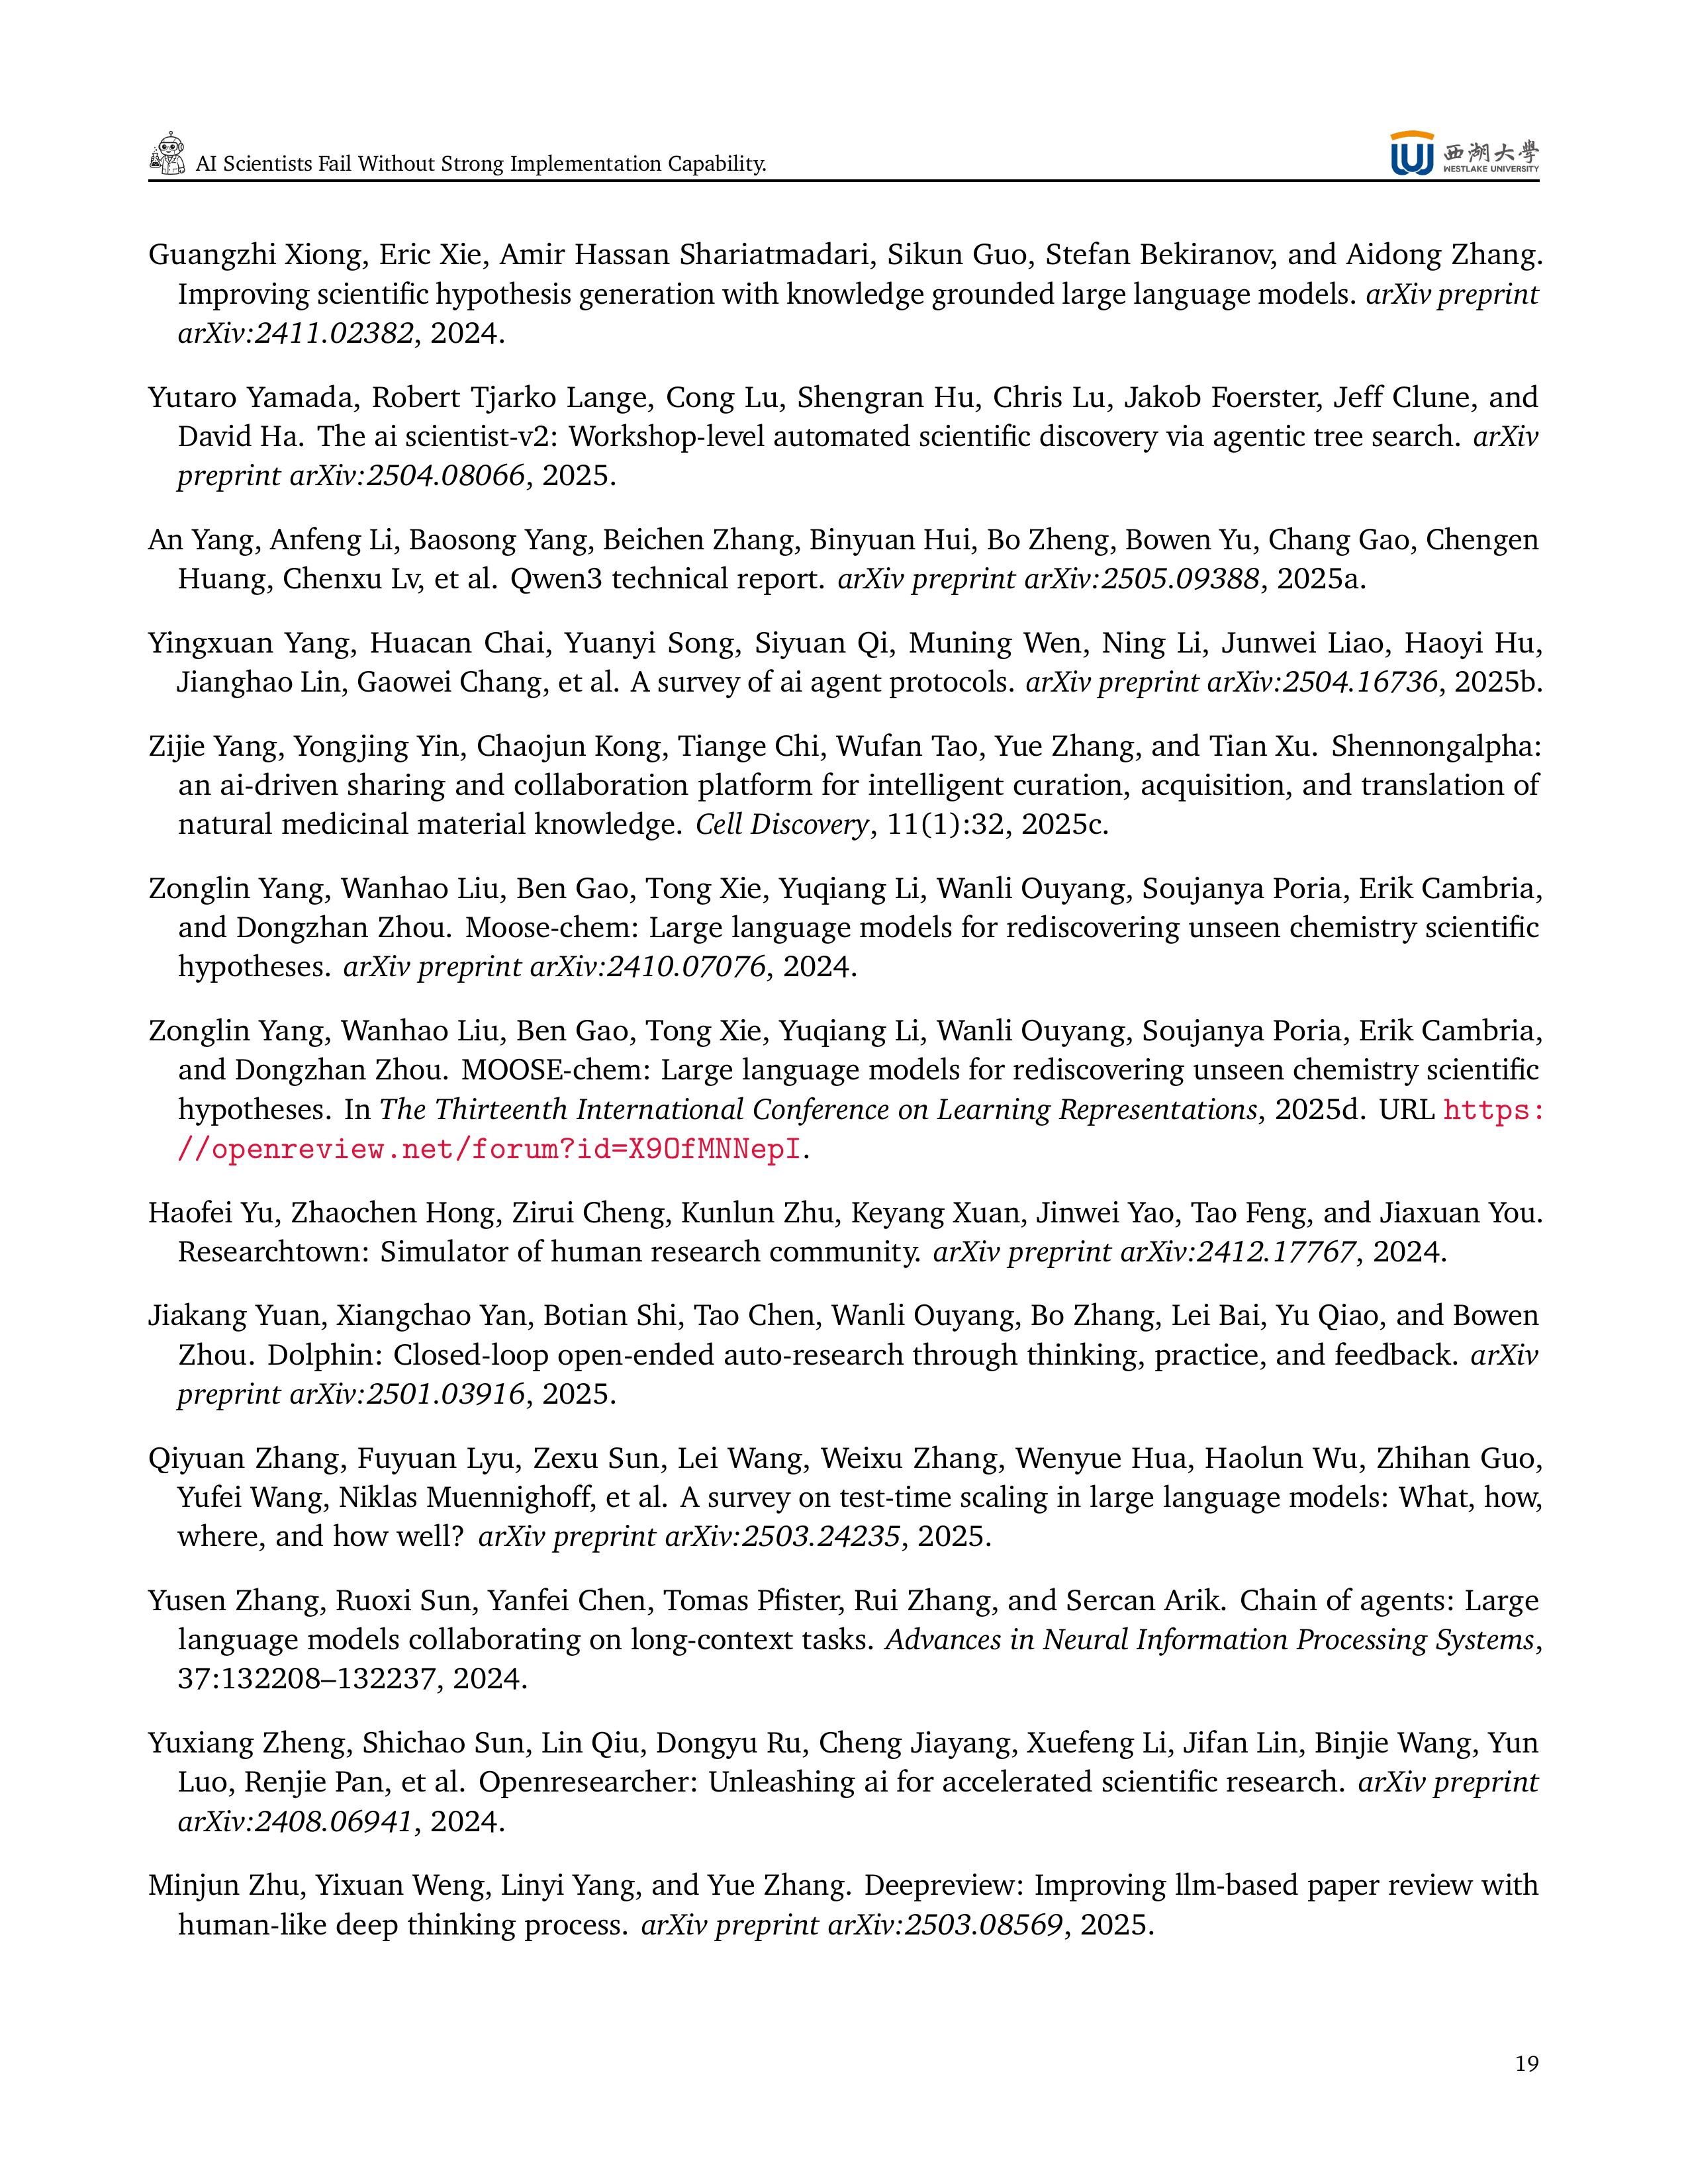 AI Scientists Fail Without Strong Implementation Capability.
西湖大學
WESTLAKE UNIVERSITY
Guangzhi Xiong, Eric Xie, Amir Hassan Shariatmadari, Sikun Guo, Stefan Bekiranov, and Aidong Zhang.
Improving scientific hypothesis generation with knowledge grounded large language models. arXiv preprint
arXiv:2411.02382, 2024.
Yutaro Yamada, Robert Tjarko Lange, Cong Lu, Shengran Hu, Chris Lu, Jakob Foerster, Jeff Clune, and
David Ha. The ai scientist-v2: Workshop-level automated scientific discovery via agentic tree search. arXiv
preprint arXiv:2504.08066, 2025.
An Yang, Anfeng Li, Baosong Yang, Beichen Zhang, Binyuan Hui, Bo Zheng, Bowen Yu, Chang Gao, Chengen
Huang, Chenxu Lv, et al. Qwen3 technical report. arXiv preprint arXiv:2505.09388, 2025a.
Yingxuan Yang, Huacan Chai, Yuanyi Song, Siyuan Qi, Muning Wen, Ning Li, Junwei Liao, Haoyi Hu,
Jianghao Lin, Gaowei Chang, et al. A survey of ai agent protocols. arXiv preprint arXiv:2504.16736, 2025b.
Zijie Yang, Yongjing Yin, Chaojun Kong, Tiange Chi, Wufan Tao, Yue Zhang, and Tian Xu. Shennongalpha:
an ai-driven sharing and collaboration platform for intelligent curation, acquisition, and translation of
natural medicinal material knowledge. Cell Discovery, 11(1):32, 2025c.
Zonglin Yang, Wanhao Liu, Ben Gao, Tong Xie, Yuqiang Li, Wanli Ouyang, Soujanya Poria, Erik Cambria,
and Dongzhan Zhou. Moose-chem: Large language models for rediscovering unseen chemistry scientific
hypotheses. arXiv preprint arXiv:2410.07076, 2024.
Zonglin Yang, Wanhao Liu, Ben Gao, Tong Xie, Yuqiang Li, Wanli Ouyang, Soujanya Poria, Erik Cambria,
and Dongzhan Zhou. MOOSE-chem: Large language models for rediscovering unseen chemistry scientific
hypotheses. In The Thirteenth International Conference on Learning Representations, 2025d. URL https:
//openreview.net/forum?id=X9OfMNNepI.
Haofei Yu, Zhaochen Hong, Zirui Cheng, Kunlun Zhu, Keyang Xuan, Jinwei Yao, Tao Feng, and Jiaxuan You.
Researchtown: Simulator of human research community. arXiv preprint arXiv:2412.17767, 2024.
Jiakang Yuan, Xiangchao Yan, Botian Shi, Tao Chen, Wanli Ouyang, Bo Zhang, Lei Bai, Yu Qiao, and Bowen
Zhou. Dolphin: Closed-loop open-ended auto-research through thinking, practice, and feedback. arXiv
preprint arXiv:2501.03916, 2025.
Qiyuan Zhang, Fuyuan Lyu, Zexu Sun, Lei Wang, Weixu Zhang, Wenyue Hua, Haolun Wu, Zhihan Guo,
Yufei Wang, Niklas Muennighoff, et al. A survey on test-time scaling in large language models: What, how,
where, and how well? arXiv preprint arXiv:2503.24235, 2025.
Yusen Zhang, Ruoxi Sun, Yanfei Chen, Tomas Pfister, Rui Zhang, and Sercan Arik. Chain of agents: Large
language models collaborating on long-context tasks. Advances in Neural Information Processing Systems,
37:132208–132237, 2024.
Yuxiang Zheng, Shichao Sun, Lin Qiu, Dongyu Ru, Cheng Jiayang, Xuefeng Li, Jifan Lin, Binjie Wang, Yun
Luo, Renjie Pan, et al. Openresearcher: Unleashing ai for accelerated scientific research. arXiv preprint
arXiv:2408.06941, 2024.
Minjun Zhu, Yixuan Weng, Linyi Yang, and Yue Zhang. Deepreview: Improving llm-based paper review with
human-like deep thinking process. arXiv preprint arXiv:2503.08569, 2025.
19